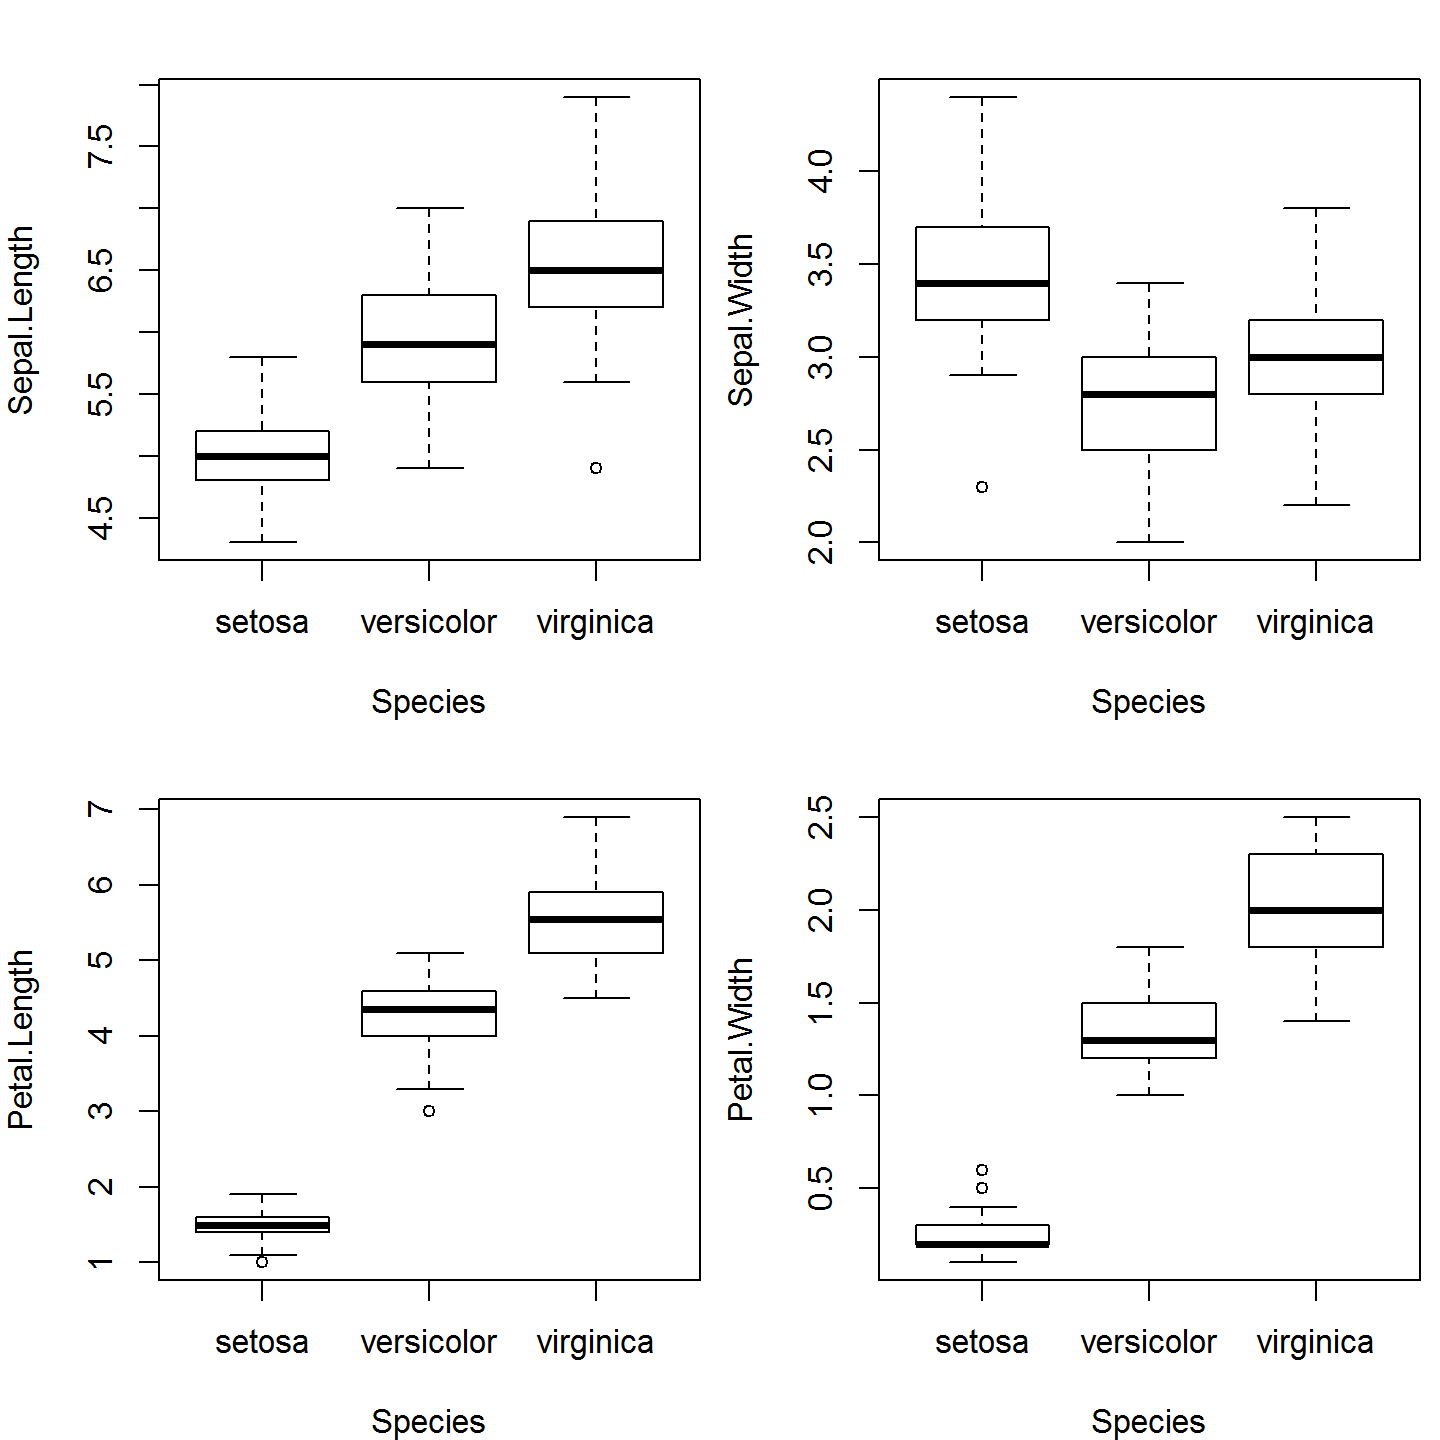 Sepal.Length
7.5
6.5
5.5
4.5
setosa versicolor virginica
Species
Sepal.Width
4.0
3.5
3.0
2.5
2.0
setosa versicolor virginica
Species
Petal.Length
7
6
5
4
3
2
1
setosa versicolor virginica
Species
Petal.Width
2.5
2.0
1.5
1.0
0.5
setosa versicolor virginica
Species